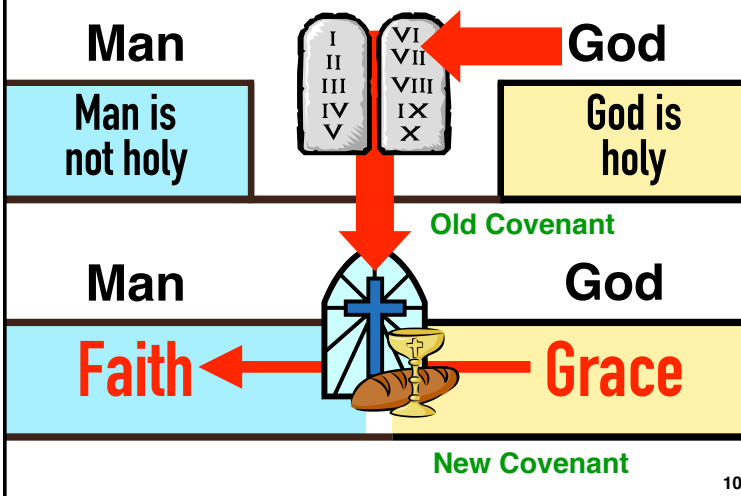 Man
God
I
II
III
IV
V
VI
VII
VIII
IX
X
Man is
not holy
God is
holy
Old Covenant
Man
God
Faith
Grace
New Covenant
10